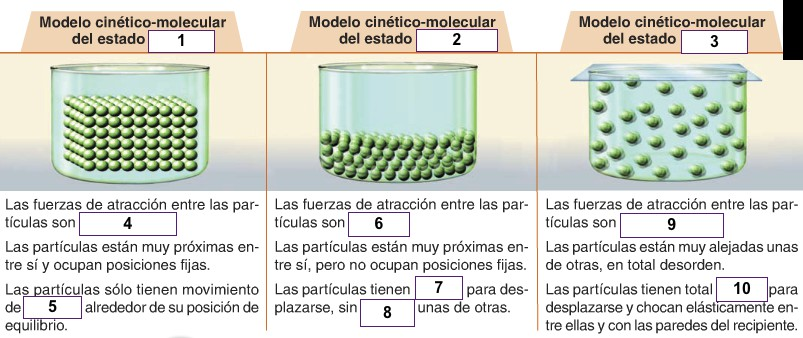 Modelo cinético-molecular
del estado 1
Las fuerzas de atracción entre las par-
tículas son 4
Las partículas están muy próximas en-
tre sí y ocupan posiciones fijas.
Las partículas sólo tienen movimiento
de 5 alrededor de su posición de
equilibrio.
Modelo cinético-molecular
del estado 2
Las fuerzas de atracción entre las par-
tículas son 6
Las partículas están muy próximas en-
tre sí, pero no ocupan posiciones fijas.
Las partículas tienen 7 para des-
plazarse, sin 8 unas de otras.
Modelo cinético-molecular
del estado 3
Las fuerzas de atracción entre las par-
tículas son 9
Las partículas están muy alejadas unas
de otras, en total desorden.
Las partículas tienen total 10 para
desplazarse y chocan elásticamente en-
tre ellas y con las paredes del recipiente.